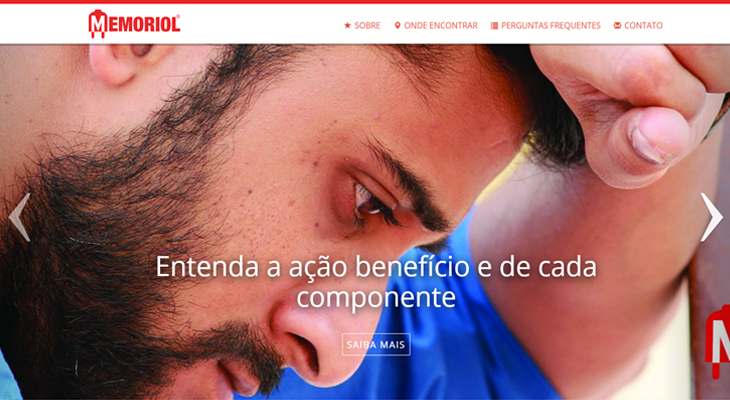 MEMORIOL®
SOBRE
ONDE ENCONTRAR
PERGUNTAS FREQUENTES
CONTATO
Entenda a ação benefício e de cada
componente
SAIBA MAIS
M